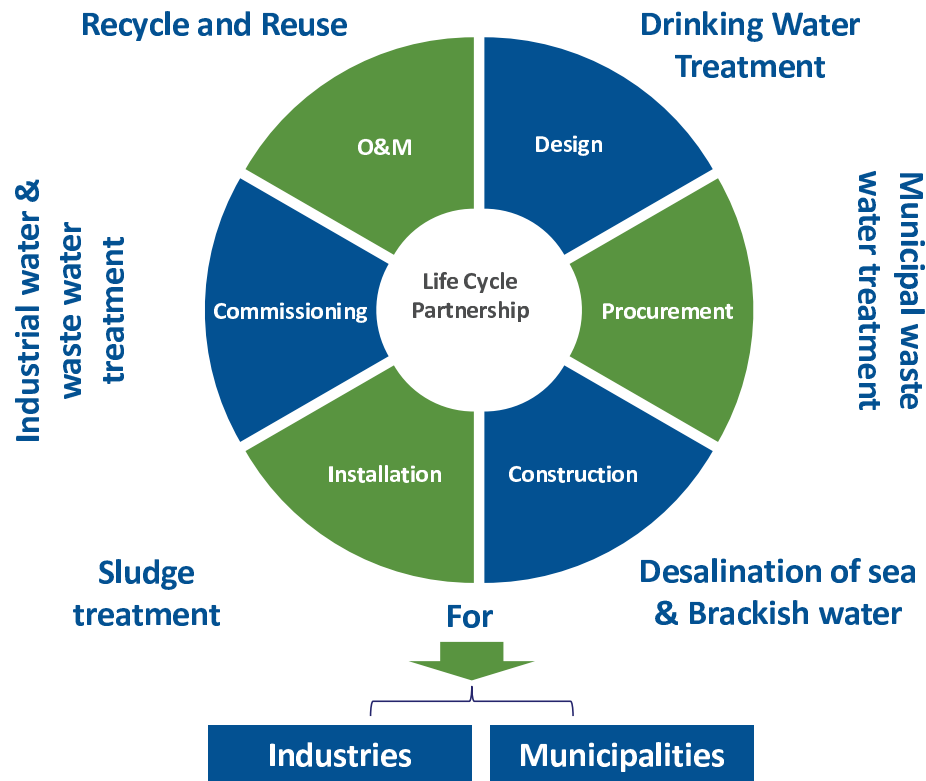 Recycle and Reuse
Drinking Water
Treatment
O&M
Design
Industrial water &
waste water
treatment
Municipal waste
water treatment
Life Cycle
Partnership
Commissioning
Procurement
Installation
Construction
Sludge
treatment
Desalination of sea
& Brackish water
For
Industries
Municipalities